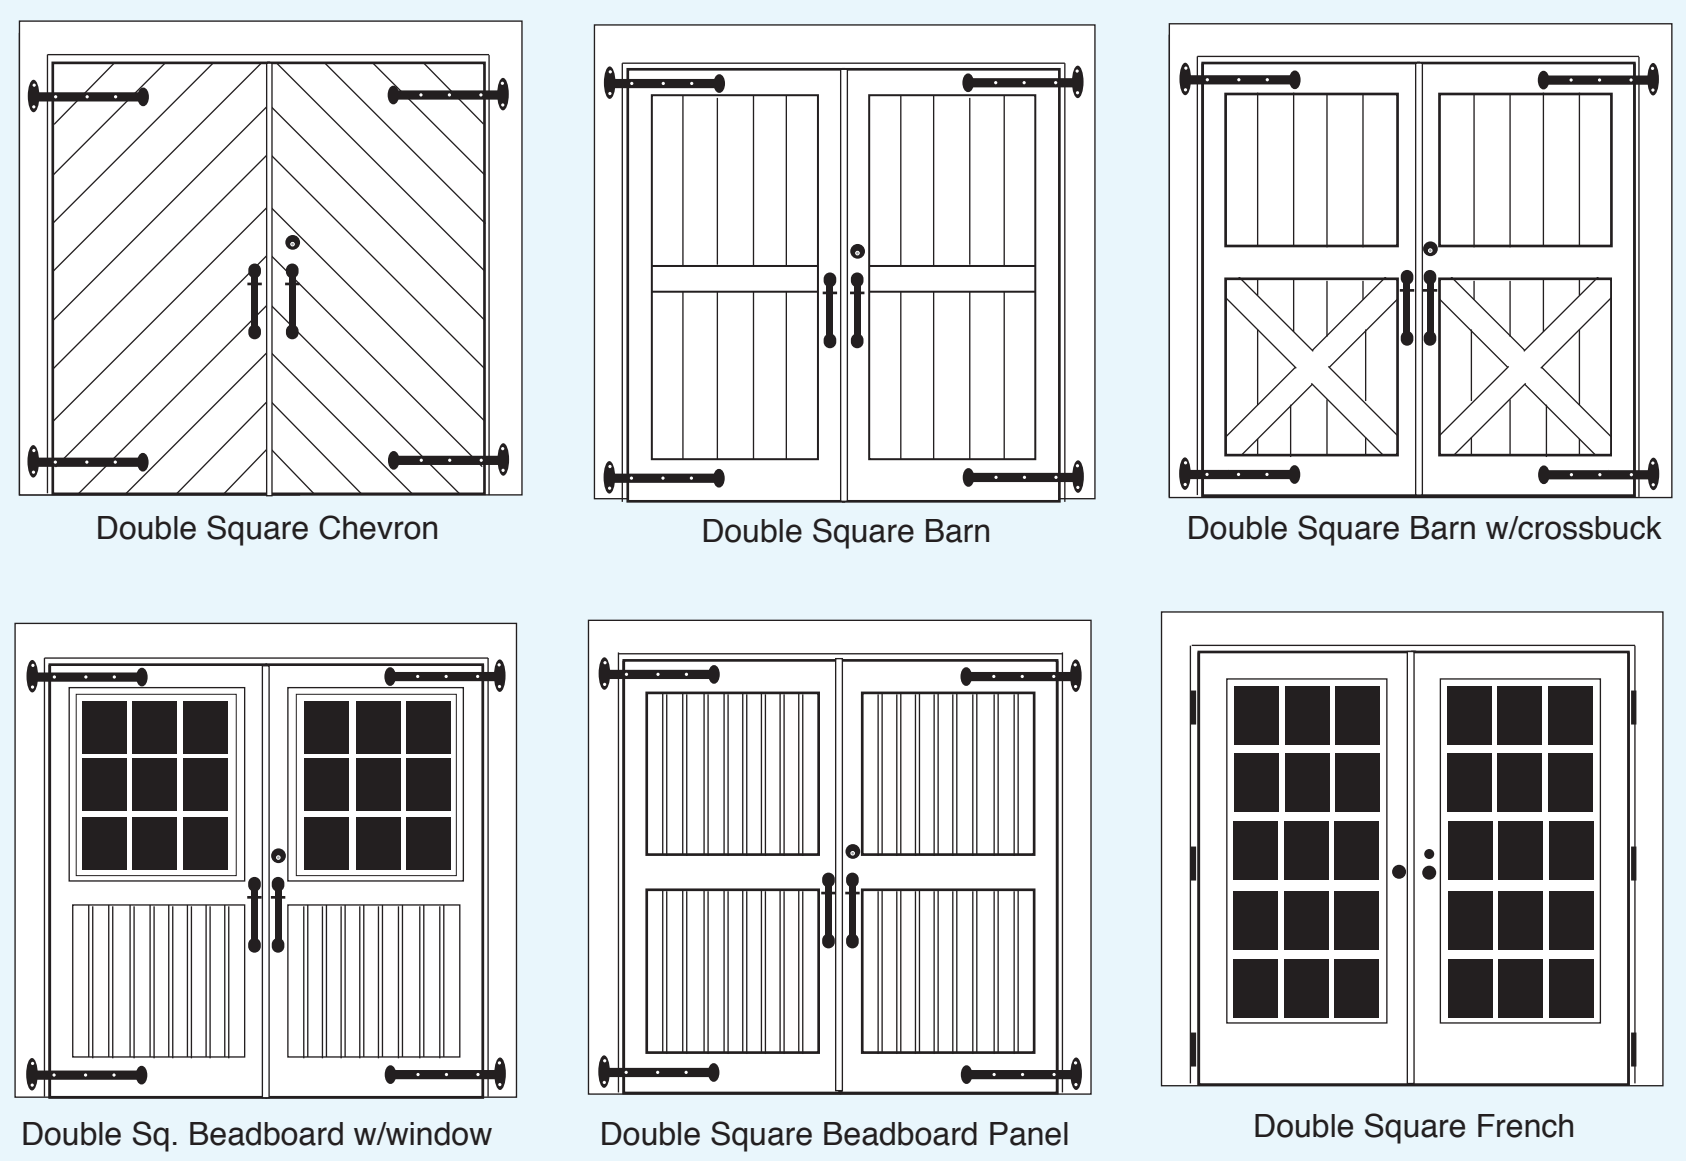 Double Square Chevron
Double Square Barn
Double Square Barn w/crossbuck
Double Sq. Beadboard w/window
Double Square Beadboard Panel
Double Square French